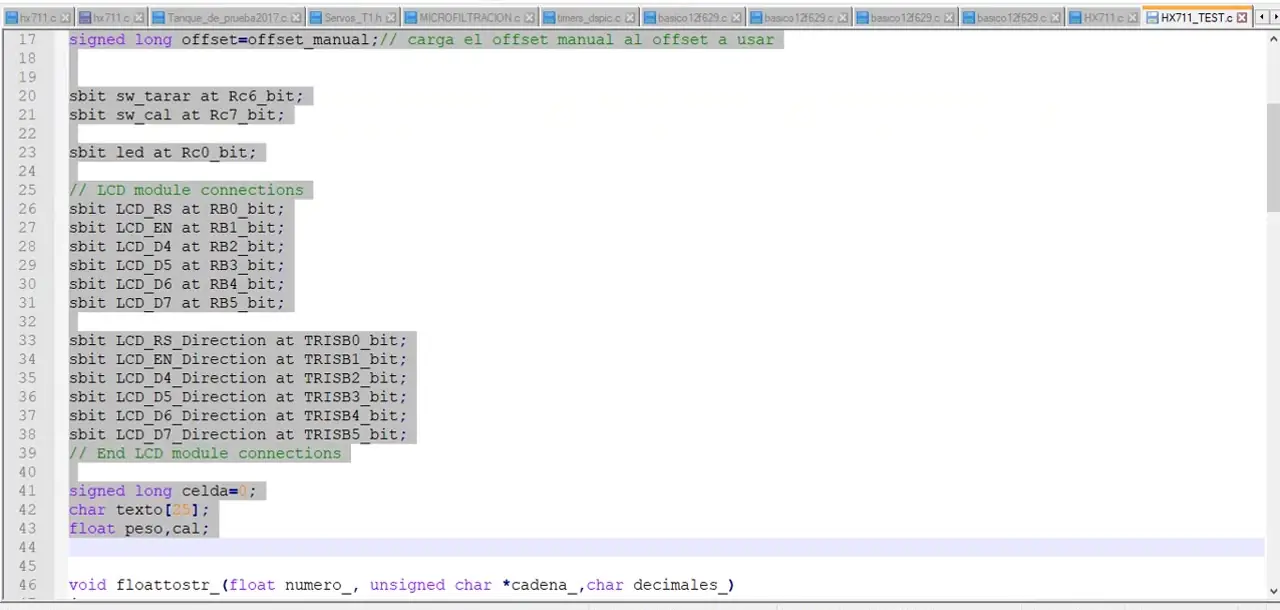 hx711.c hx711.c Tanque_de_prueba2017.c Servos_T1.h MICROFILTRACION.c timers_dspic.c basico12f629.c basico12f629.c basico12f629.c basico12f629.c HX711.c HX711_TEST.c
17 signed long offset=offset_manual;// carga el offset manual al offset a usar
18
19
20 sbit sw_tarar at Rc6_bit;
21 sbit sw_cal at Rc7_bit;
22
23 sbit led at Rc0_bit;
24
25 // LCD module connections
26 sbit LCD_RS at RB0_bit;
27 sbit LCD_EN at RB1_bit;
28 sbit LCD_D4 at RB2_bit;
29 sbit LCD_D5 at RB3_bit;
30 sbit LCD_D6 at RB4_bit;
31 sbit LCD_D7 at RB5_bit;
32
33 sbit LCD_RS_Direction at TRISB0_bit;
34 sbit LCD_EN_Direction at TRISB1_bit;
35 sbit LCD_D4_Direction at TRISB2_bit;
36 sbit LCD_D5_Direction at TRISB3_bit;
37 sbit LCD_D6_Direction at TRISB4_bit;
38 sbit LCD_D7_Direction at TRISB5_bit;
39 // End LCD module connections
40
41 signed long celda=0;
42 char texto[25];
43 float peso,cal;
44
45
46 void floattostr_(float numero_, unsigned char *cadena_,char decimales_)